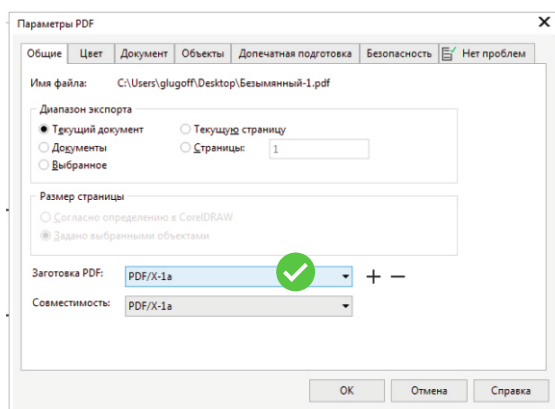 Параметры PDF
Общие Цвет Документ Объекты Допечатная подготовка Безопасность Нет проблем
Имя файла: C:\Users\glugoff\Desktop\Безымянный-1.pdf
Диапазон экспорта
Текущий документ Текущую страницу
Документы Страницы: 1
Выбранное
Размер страницы
Согласно определению в CorelDRAW
Задано выбранными объектами
Заготовка PDF: PDF/X-1a
Совместимость: PDF/X-1a
OK Отмена Справка